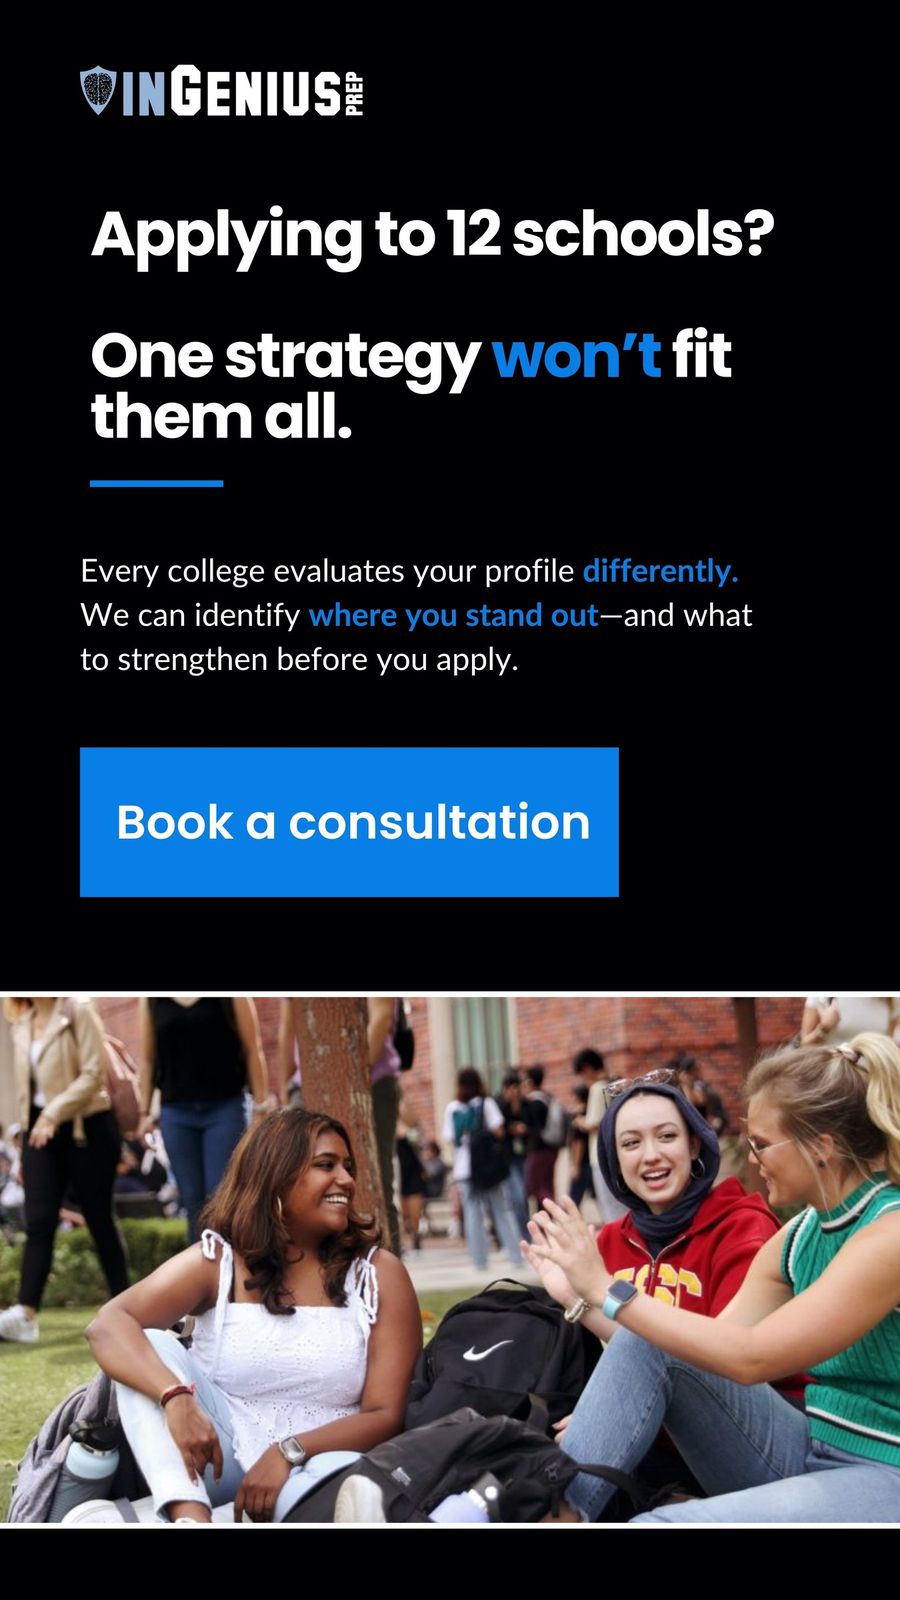 INGENIUS PREP
Applying to 12 schools?
One strategy won't fit
them all.
Every college evaluates your profile differently.
We can identify where you stand out—and what
to strengthen before you apply.
Book a consultation